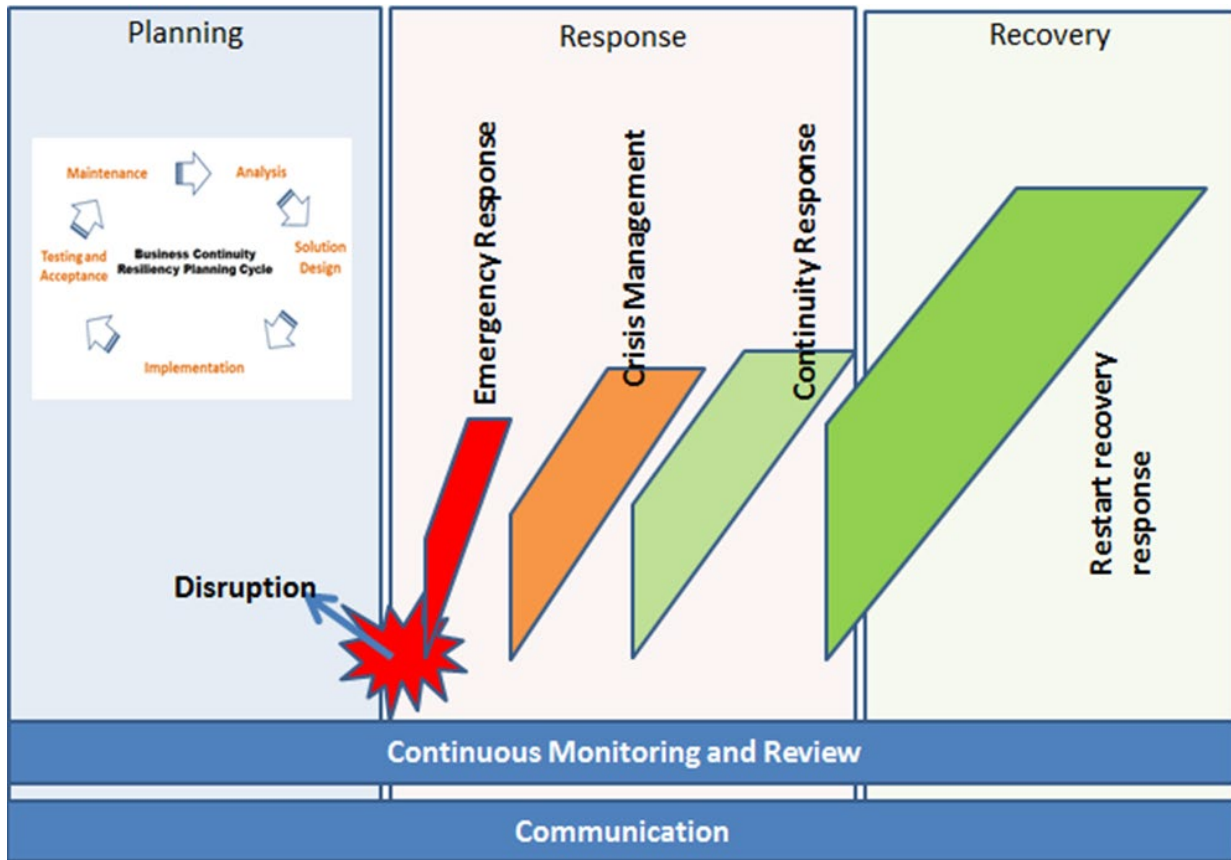 Planning
Response
Recovery
Maintenance
Analysis
Testing and
Acceptance
Business Continuity
Resiliency Planning Cycle
Solution
Design
Implementation
Emergency Response
Crisis Management
Continuity Response
Restart recovery
response
Disruption
Continuous Monitoring and Review
Communication